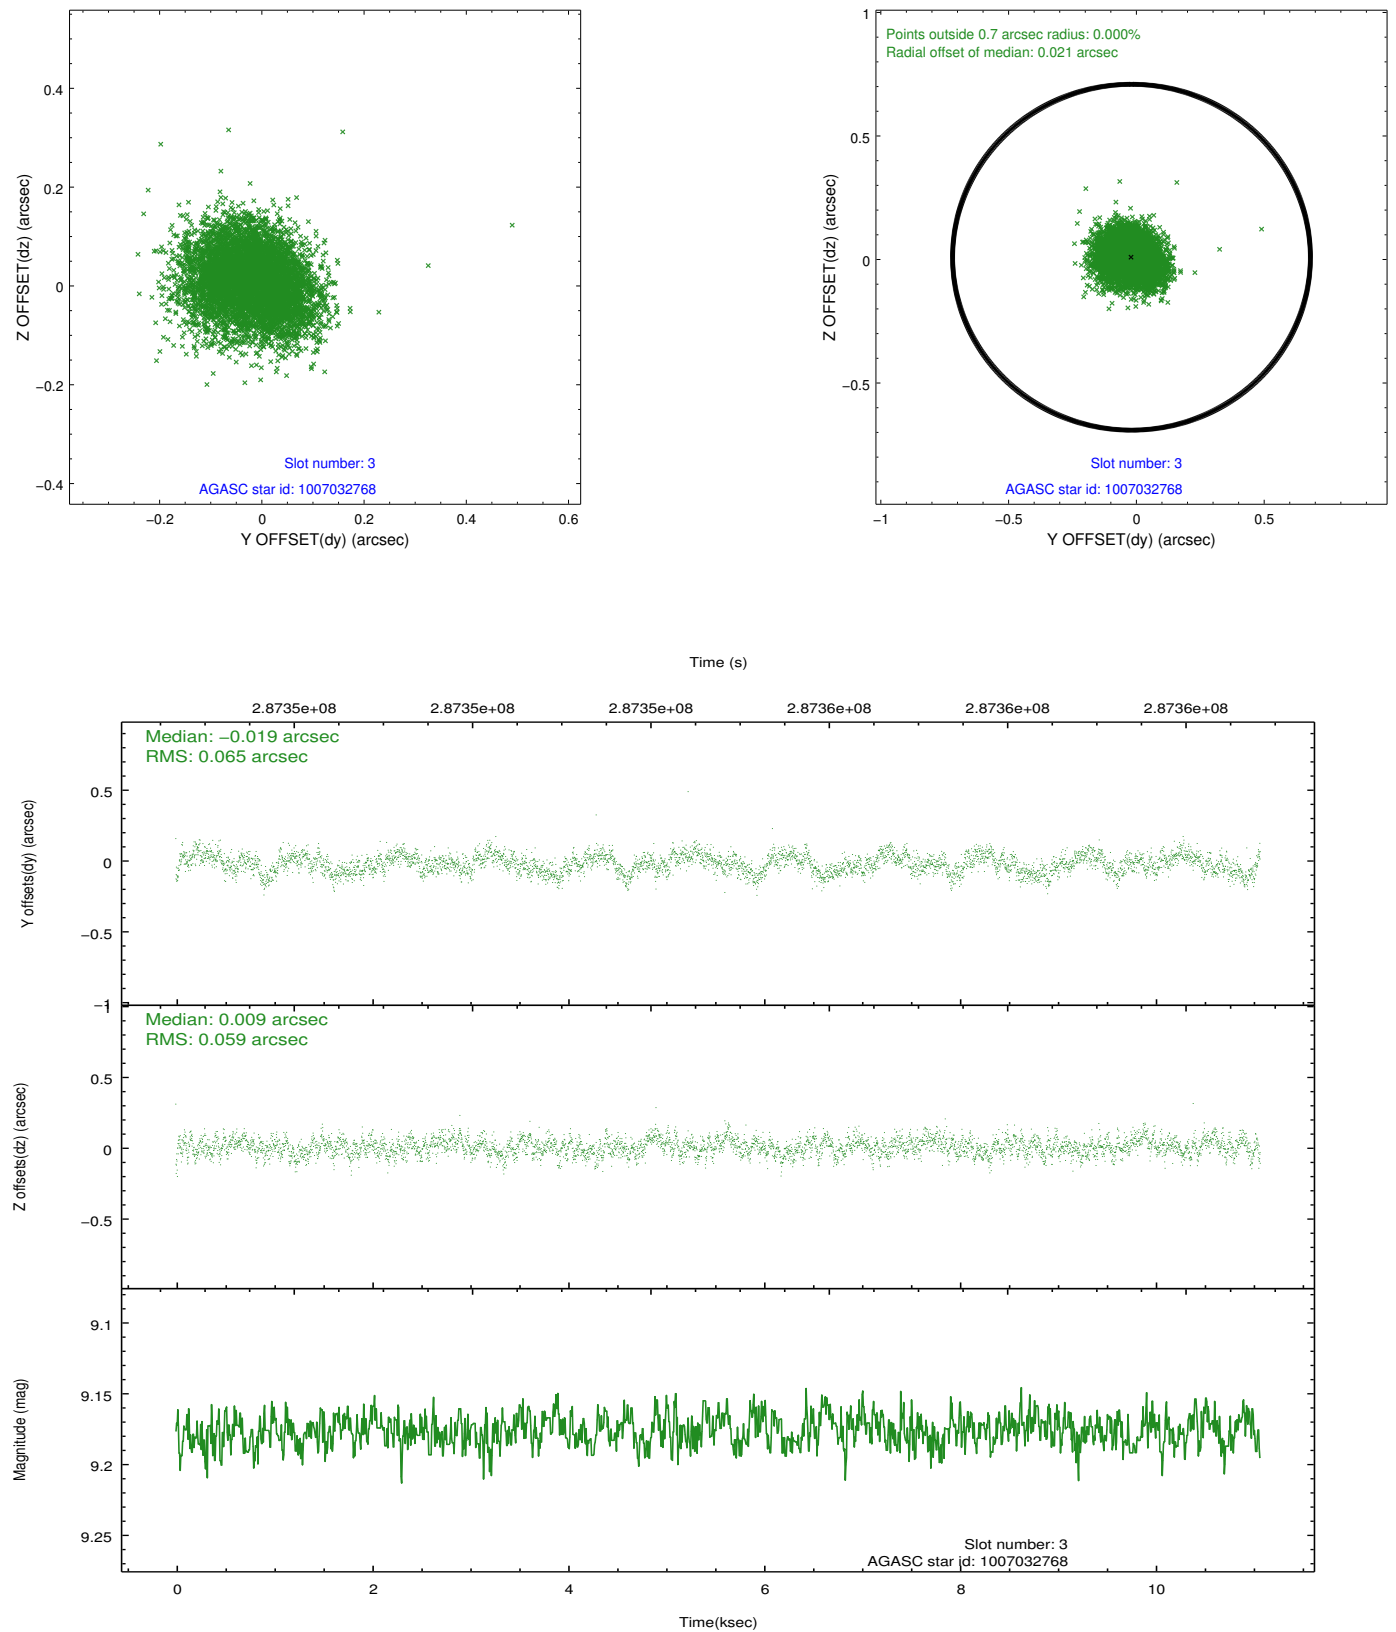 0.4
0.2
0
−0.2
−0.4
Z OFFSET(dz) (arcsec)
Slot number: 3
AGASC star id: 1007032768
−0.2 0 0.2 0.4 0.6
Y OFFSET(dy) (arcsec)
1
0.5
0
−0.5
Z OFFSET(dz) (arcsec)
Points outside 0.7 arcsec radius: 0.000%
Radial offset of median: 0.021 arcsec
Slot number: 3
AGASC star id: 1007032768
−1 −0.5 0 0.5
Y OFFSET(dy) (arcsec)
Time (s)
2.8735e+08 2.8735e+08 2.8735e+08 2.8736e+08 2.8736e+08 2.8736e+08
Median: −0.019 arcsec
RMS: 0.065 arcsec
0.5
0
−0.5
−1
Y offsets(dy) (arcsec)
1
Median: 0.009 arcsec
RMS: 0.059 arcsec
0.5
0
−0.5
Z offsets(dz) (arcsec)
9.1
9.15
9.2
9.25
Magnitude (mag)
Slot number: 3
AGASC star id: 1007032768
0 2 4 6 8 10
Time(ksec)